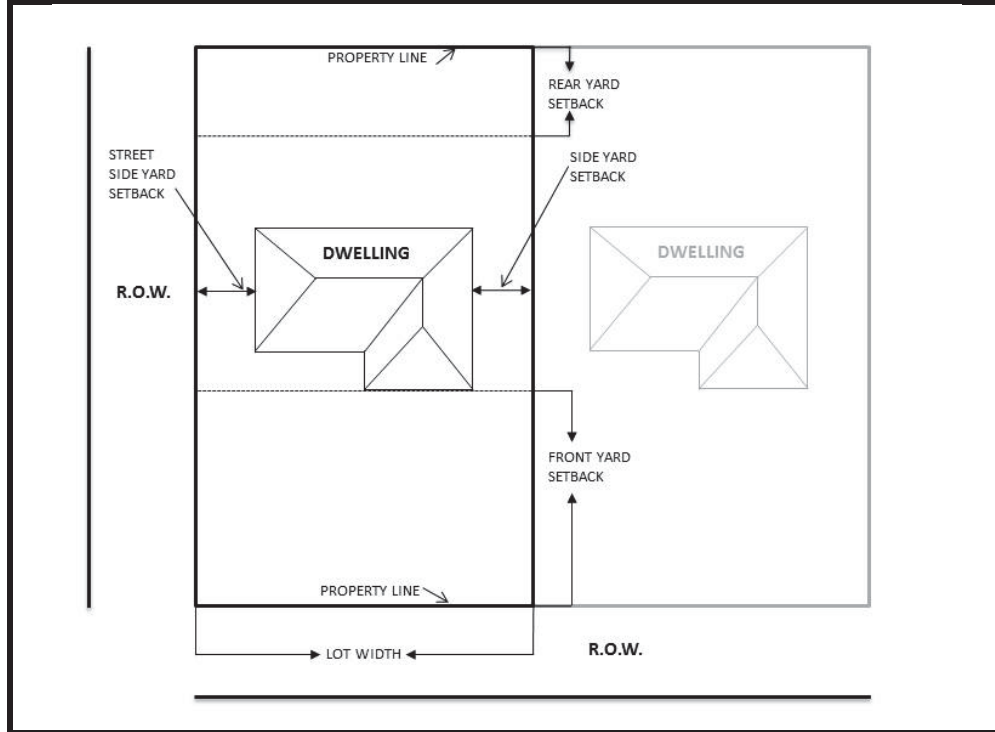 PROPERTY LINE
REAR YARD
SETBACK
STREET
SIDE YARD
SETBACK
SIDE YARD
SETBACK
DWELLING
DWELLING
R.O.W.
FRONT YARD
SETBACK
PROPERTY LINE
LOT WIDTH
R.O.W.